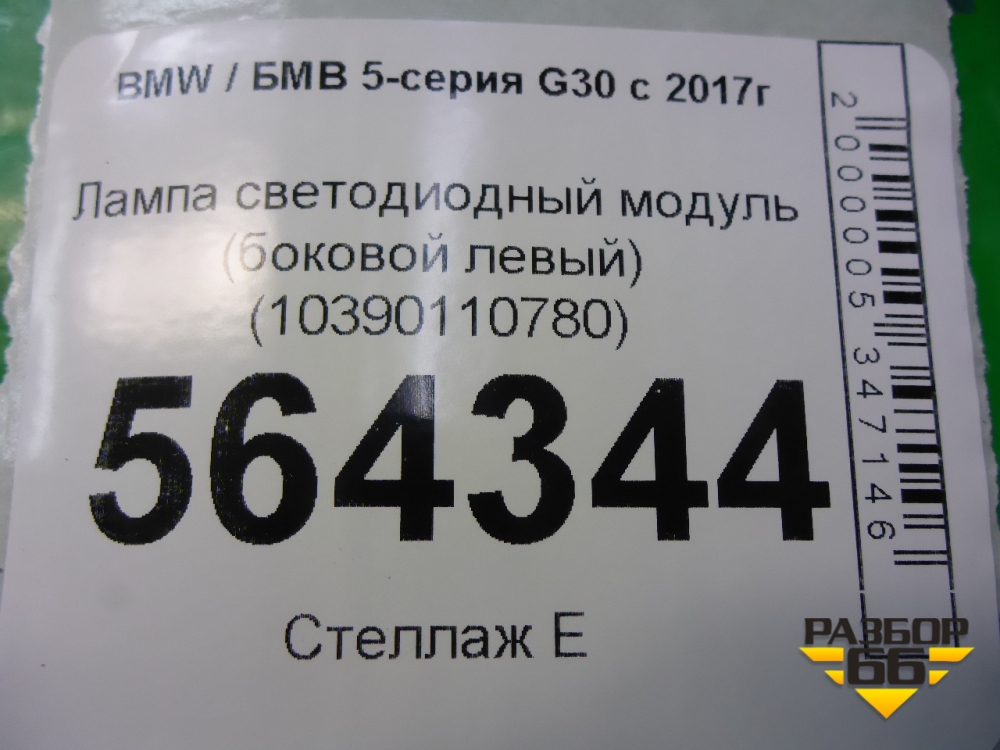 BMW / БМВ 5-серия G30 с 2017г
Лампа светодиодный модуль
(боковой левый)
(10390110780)
564344
Стеллаж Е
2000005347146
РАЗБОР
66